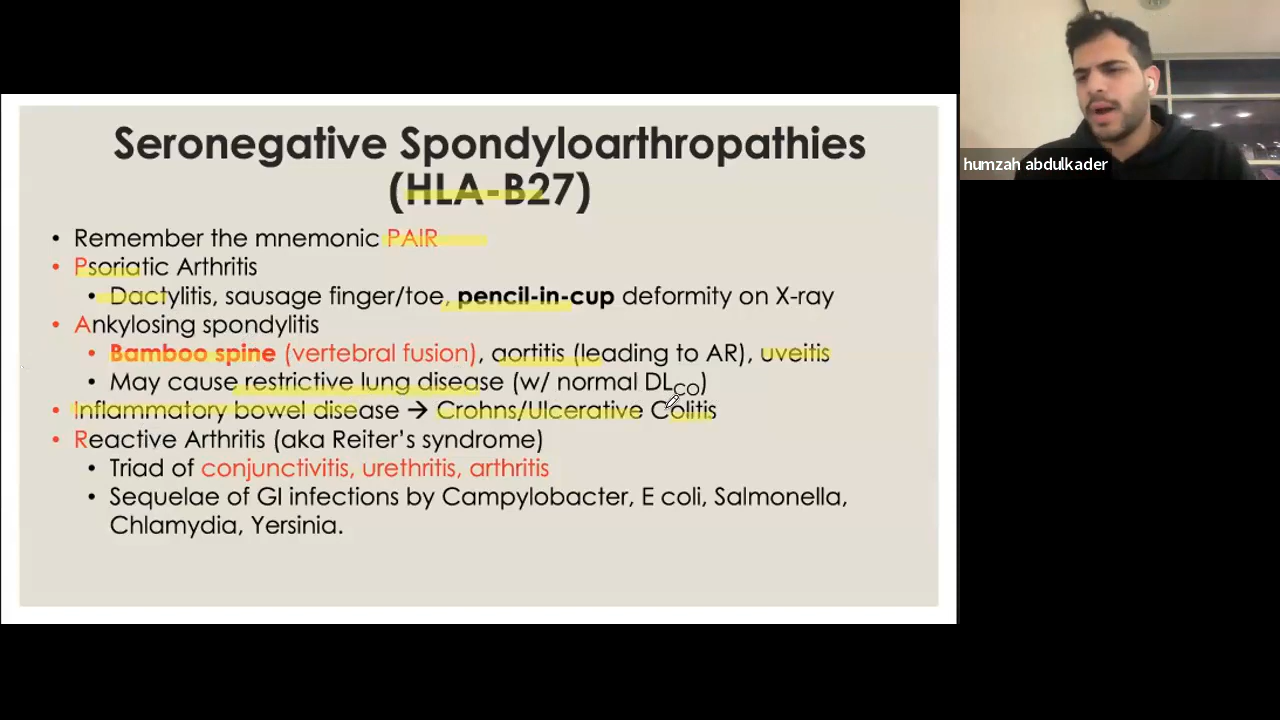 Seronegative Spondyloarthropathies
(HLA-B27)
• Remember the mnemonic PAIR
• Psoriatic Arthritis
• Dactylitis, sausage finger/toe, pencil-in-cup deformity on X-ray
• Ankylosing spondylitis
• Bamboo spine (vertebral fusion), aortitis (leading to AR), uveitis
• May cause restrictive lung disease (w/ normal DLCO)
• Inflammatory bowel disease → Crohns/Ulcerative Colitis
• Reactive Arthritis (aka Reiter's syndrome)
• Triad of conjunctivitis, urethritis, arthritis
• Sequelae of GI infections by Campylobacter, E coli, Salmonella,
Chlamydia, Yersinia.
humzah abdulkader